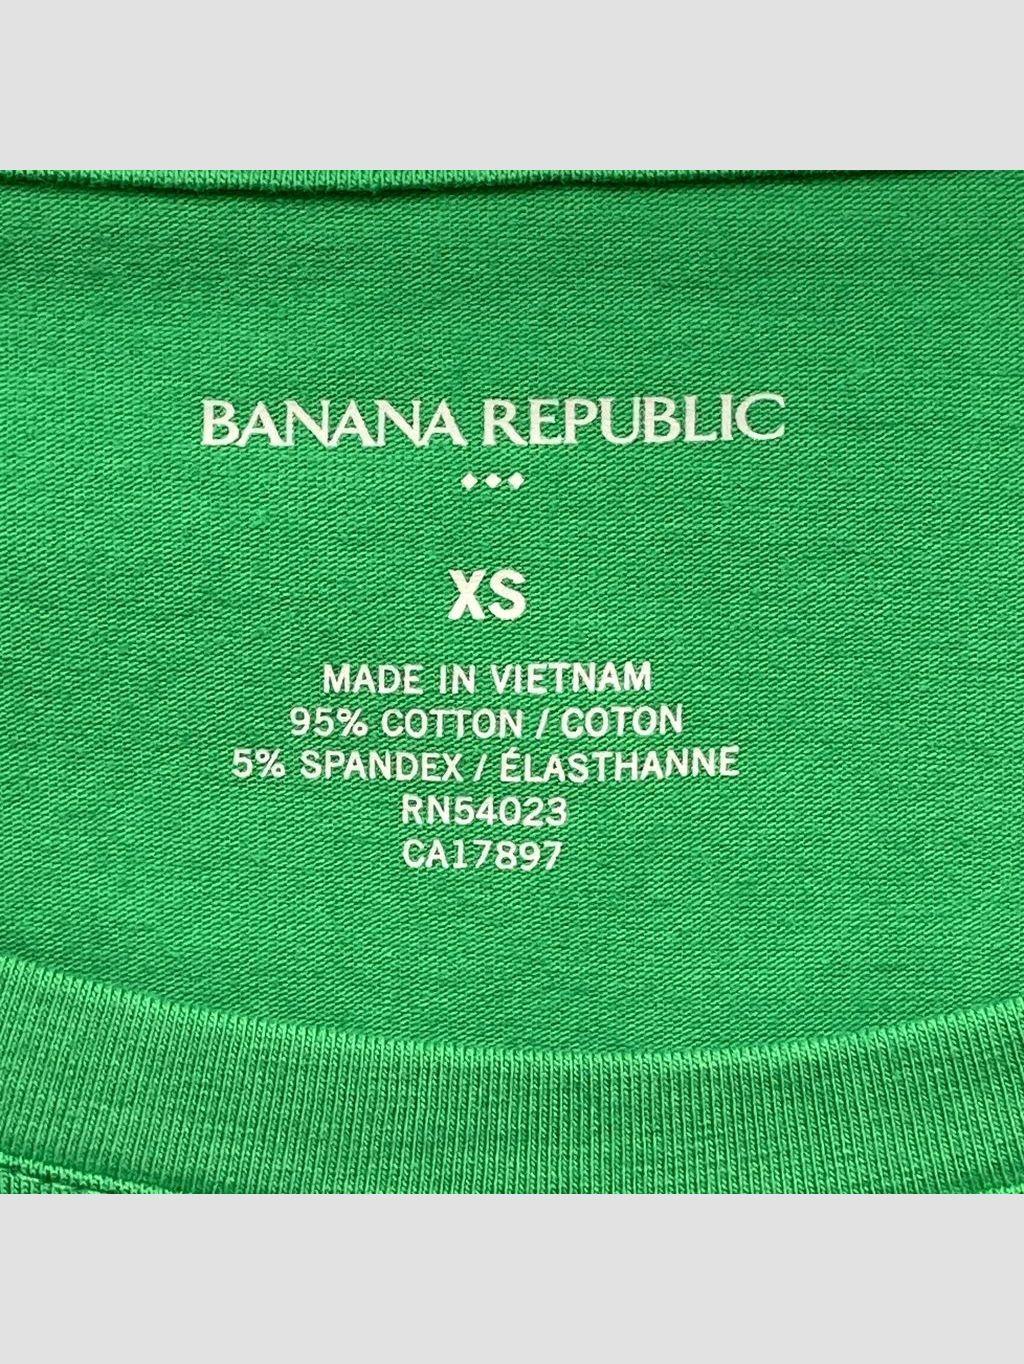 BANANA REPUBLIC
XS
MADE IN VIETNAM
95% COTTON / COTON
5% SPANDEX / ÉLASTHANNE
RN54023
CA17897